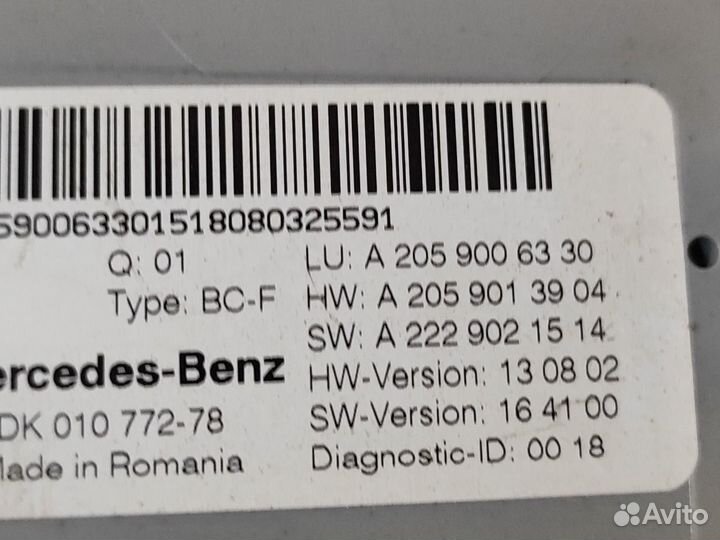 590063301518080325591
Q: 01
LU: A 205 900 63 30
Type: BC-F
HW: A 205 901 39 04
SW: A 222 902 15 14
ercedes-Benz
HW-Version: 13 08 02
DK 010 772-78
SW-Version: 16 41 00
Made in Romania
Diagnostic-ID: 00 18
Avito